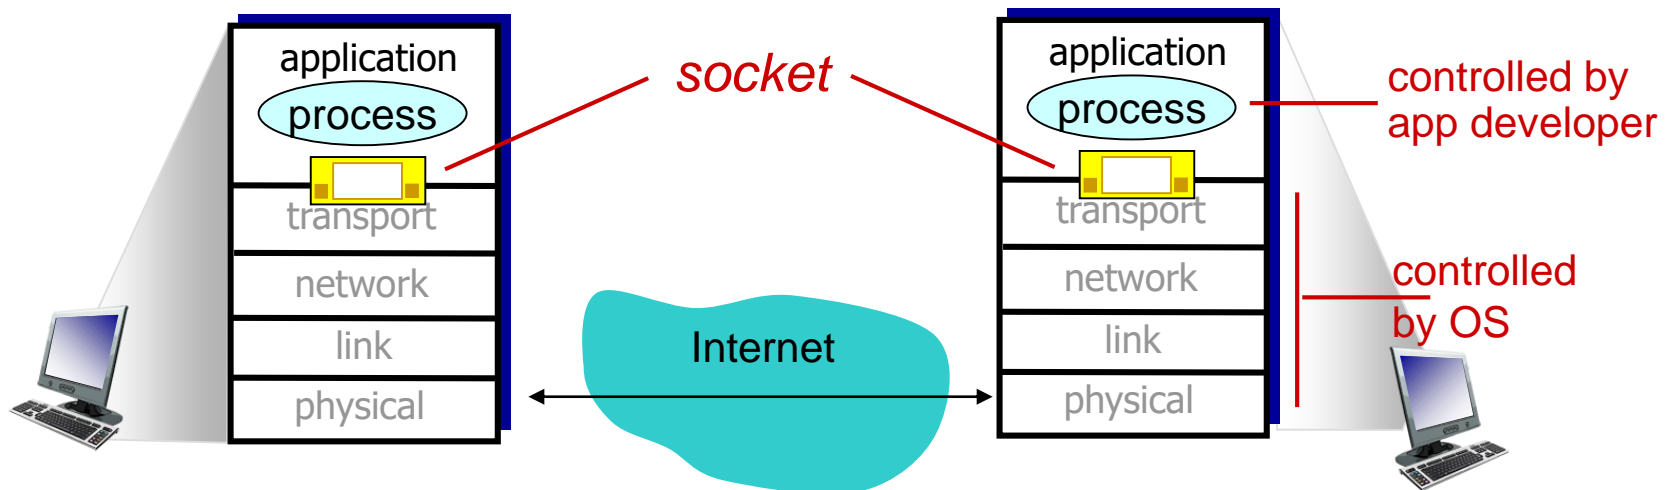 application
process
transport
network
link
physical
socket
Internet
application
process
transport
network
link
physical
controlled by
app developer
controlled
by OS